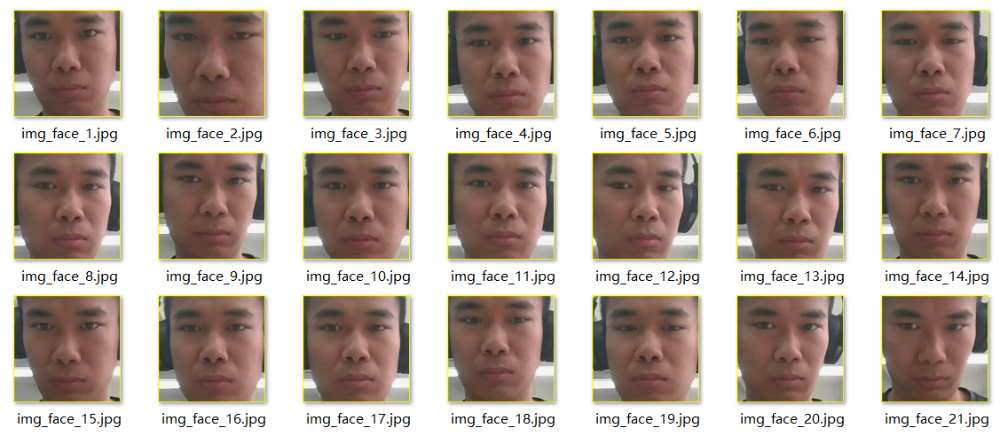 img_face_1.jpg img_face_2.jpg img_face_3.jpg img_face_4.jpg img_face_5.jpg img_face_6.jpg img_face_7.jpg
img_face_8.jpg img_face_9.jpg img_face_10.jpg img_face_11.jpg img_face_12.jpg img_face_13.jpg img_face_14.jpg
img_face_15.jpg img_face_16.jpg img_face_17.jpg img_face_18.jpg img_face_19.jpg img_face_20.jpg img_face_21.jpg